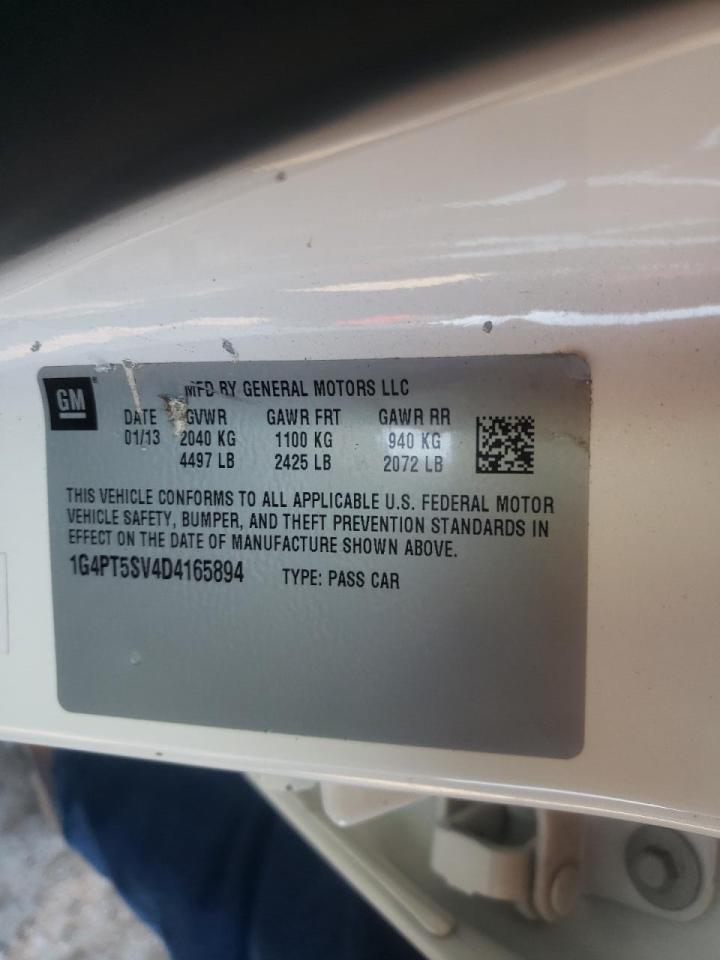 GM
MFD BY GENERAL MOTORS LLC
DATE GVWR GAWR FRT GAWR RR
01/13 2040 KG 1100 KG 940 KG
4497 LB 2425 LB 2072 LB
THIS VEHICLE CONFORMS TO ALL APPLICABLE U.S. FEDERAL MOTOR
VEHICLE SAFETY, BUMPER, AND THEFT PREVENTION STANDARDS IN
EFFECT ON THE DATE OF MANUFACTURE SHOWN ABOVE.
1G4PT5SV4D4165894 TYPE: PASS CAR